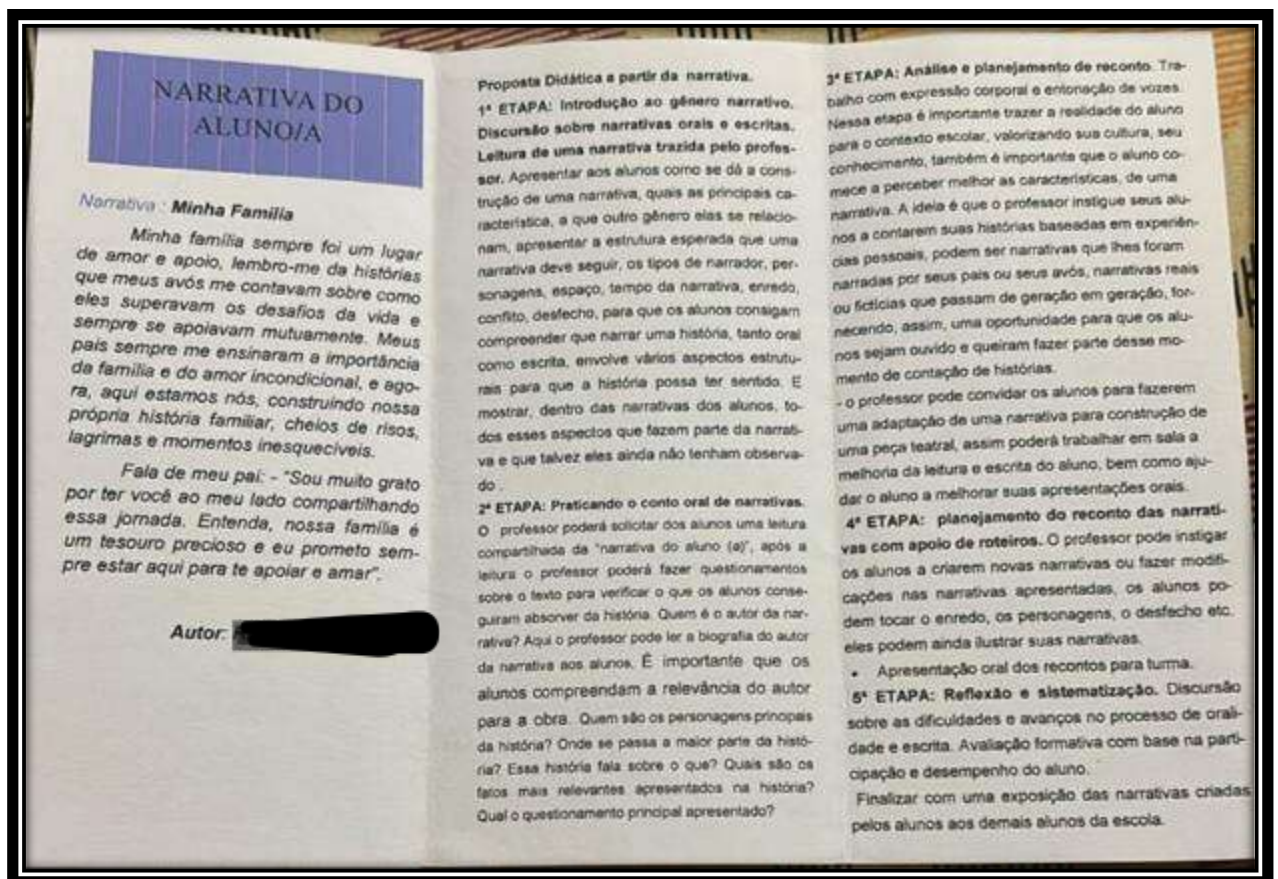 NARRATIVA DO
ALUNO/A
Narrativa : Minha Familia
Minha família sempre foi um lugar
de amor e apoio, lembro-me da histórias
que meus avós me contavam sobre como
eles superavam os desafios da vida e
sempre se apoiavam mutuamente. Meus
pais sempre me ensinaram a importância
da família e do amor incondicional, e ago-
ra, aqui estamos nós, construindo nossa
própria história familiar, cheios de risos,
lagrimas e momentos inesquecíveis.
Fala de meu pai: - "Sou muito grato
por ter você ao meu lado compartilhando
essa jornada. Entenda, nossa família é
um tesouro precioso e eu prometo sem-
pre estar aqui para te apoiar e amar".
Autor:
Proposta Didática a partir da narrativa.
1ª ETAPA: Introdução ao gênero narrativo.
Discursão sobre narrativas orais e escritas.
Leitura de uma narrativa trazida pelo profes-
sor. Apresentar aos alunos como se dá a cons-
trução de uma narrativa, quais as principais ca-
racterística, a que outro gênero elas se relacio-
nam, apresentar a estrutura esperada que uma
narrativa deve seguir, os tipos de narrador, per-
sonagens, espaço, tempo da narrativa, enredo,
conflito, desfecho, para que os alunos consigam
compreender que narrar uma história, tanto oral
como escrita, envolve vários aspectos estrutu-
rais para que a história possa ter sentido. E
mostrar, dentro das narrativas dos alunos, to-
dos esses aspectos que fazem parte da narrati-
va e que talvez eles ainda não tenham observa-
do .
2ª ETAPA: Praticando o conto oral de narrativas.
O professor poderá solicitar dos alunos uma leitura
compartilhada da "narrativa do aluno (a)", após a
leitura o professor poderá fazer questionamentos
sobre o texto para verificar o que os alunos conse-
guiram absorver da história. Quem é o autor da nar-
rativa? Aqui o professor pode ler a biografia do autor
da narrativa aos alunos. É importante que os
alunos compreendam a relevância do autor
para a obra. Quem são os personagens principais
da história? Onde se passa a maior parte da histó-
ria? Essa história fala sobre o que? Quais são os
fatos mais relevantes apresentados na história?
Qual o questionamento principal apresentado?
3ª ETAPA: Análise e planejamento de reconto. Tra-
balho com expressão corporal e entonação de vozes.
Nessa etapa é importante trazer a realidade do aluno
para o contexto escolar, valorizando sua cultura, seu
conhecimento, também é importante que o aluno co-
mece a perceber melhor as características, de uma
narrativa. A ideia é que o professor instigue seus alu-
nos a contarem suas histórias baseadas em experiên-
cias pessoais, podem ser narrativas que lhes foram
narradas por seus pais ou seus avós, narrativas reais
ou fictícias que passam de geração em geração, for-
necendo, assim, uma oportunidade para que os alu-
nos sejam ouvido e queiram fazer parte desse mo-
mento de contação de histórias.
- o professor pode convidar os alunos para fazerem
uma adaptação de uma narrativa para construção de
uma peça teatral, assim poderá trabalhar em sala a
melhoria da leitura e escrita do aluno, bem como aju-
dar o aluno a melhorar suas apresentações orais.
4ª ETAPA: planejamento do reconto das narrati-
vas com apoio de roteiros. O professor pode instigar
os alunos a criarem novas narrativas ou fazer modifi-
cações nas narrativas apresentadas, os alunos po-
dem tocar o enredo, os personagens, o desfecho etc.
eles podem ainda ilustrar suas narrativas.
• Apresentação oral dos recontos para turma.
5ª ETAPA: Reflexão e sistematização. Discursão
sobre as dificuldades e avanços no processo de orali-
dade e escrita. Avaliação formativa com base na parti-
cipação e desempenho do aluno.
Finalizar com uma exposição das narrativas criadas
pelos alunos aos demais alunos da escola.